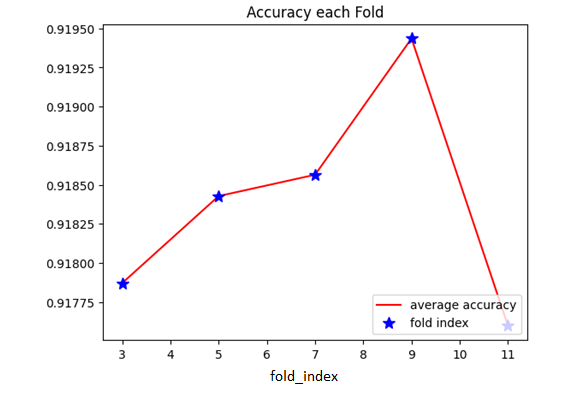 Accuracy each Fold
0.91950
0.91925
0.91900
0.91875
0.91850
0.91825
0.91800
0.91775
average accuracy
fold index
3 4 5 6 7 8 9 10 11
fold_index